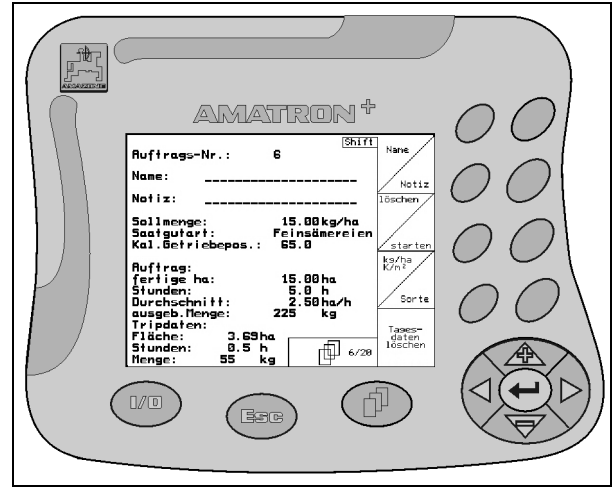 AMAZONE
AMATRON+
Shift
Auftrags-Nr.: 6
Name:
Notiz:
Sollmenge: 15.00kg/ha
Saatgutart: Feinsämereien
Kal.Getriebepos.: 65.0
Auftrag:
fertige ha: 15.00ha
Stunden: 5.0 h
Durchschnitt: 2.50ha/h
ausgeb.Menge: 225 kg
Tripdaten:
Fläche: 3.69ha
Stunden: 0.5 h
Menge: 55 kg
6/20
Name
Notiz
löschen
starten
kg/ha
K/m²
Sorte
Tages-
daten
löschen
I/O
Esc